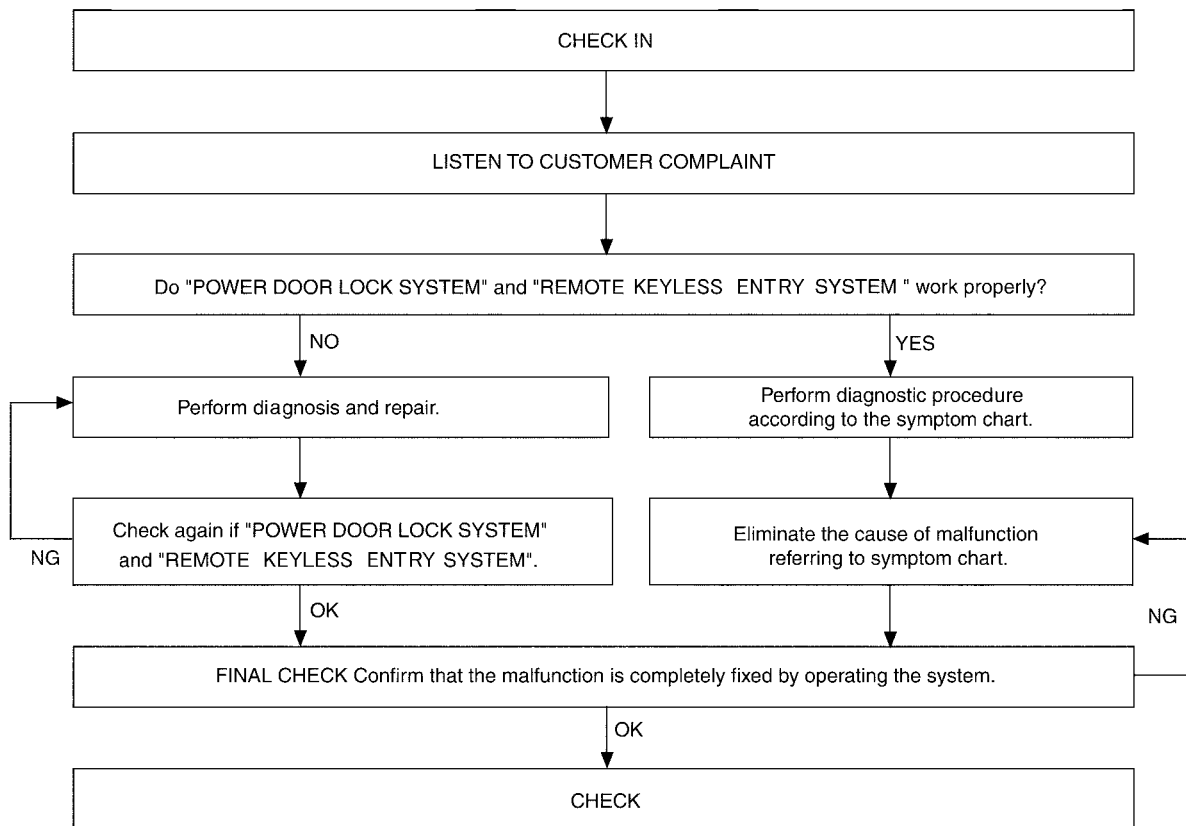 CHECK IN
LISTEN TO CUSTOMER COMPLAINT
Do "POWER DOOR LOCK SYSTEM" and "REMOTE KEYLESS ENTRY SYSTEM " work properly?
NO
YES
Perform diagnosis and repair.
Perform diagnostic procedure
according to the symptom chart.
Check again if "POWER DOOR LOCK SYSTEM"
and "REMOTE KEYLESS ENTRY SYSTEM".
NG
Eliminate the cause of malfunction
referring to symptom chart.
OK
NG
FINAL CHECK Confirm that the malfunction is completely fixed by operating the system.
OK
CHECK